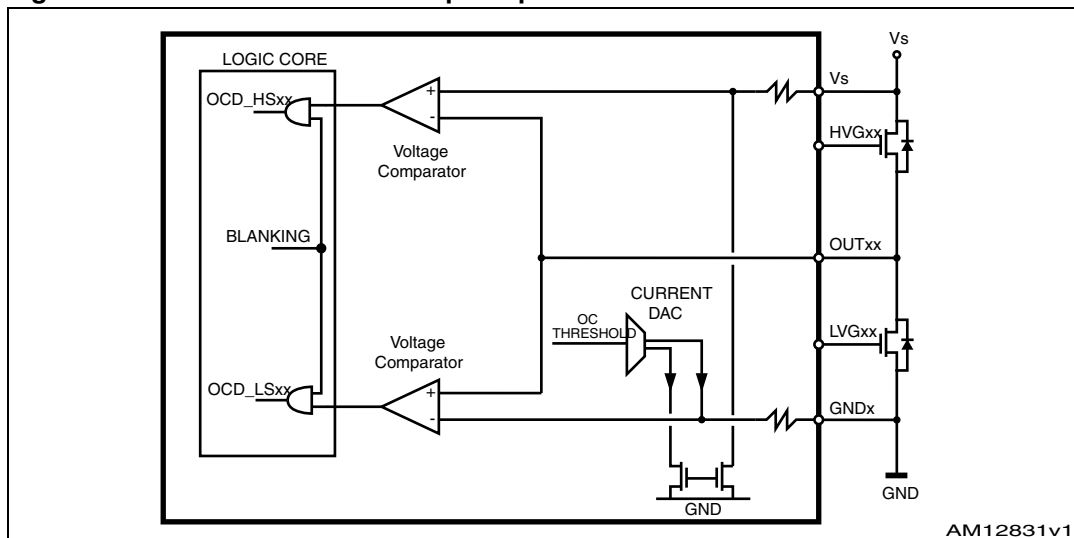 LOGIC CORE
OCD_HSxx
Voltage
Comparator
+
-
Vs
Vs
HVGxx
BLANKING
OUTxx
CURRENT
DAC
OC
THRESHOLD
LVGxx
Voltage
Comparator
OCD_LSxx
+
-
GNDx
GND
GND
AM12831v1